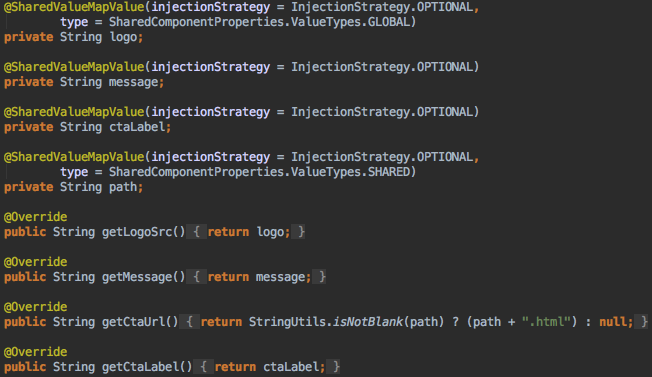 @SharedValueMapValue(injectionStrategy = InjectionStrategy.OPTIONAL,
        type = SharedComponentProperties.ValueTypes.GLOBAL)
private String logo;

@SharedValueMapValue(injectionStrategy = InjectionStrategy.OPTIONAL)
private String message;

@SharedValueMapValue(injectionStrategy = InjectionStrategy.OPTIONAL)
private String ctaLabel;

@SharedValueMapValue(injectionStrategy = InjectionStrategy.OPTIONAL,
        type = SharedComponentProperties.ValueTypes.SHARED)
private String path;

@Override
public String getLogoSrc() { return logo; }

@Override
public String getMessage() { return message; }

@Override
public String getCtaUrl() { return StringUtils.isNotBlank(path) ? (path + ".html") : null; }

@Override
public String getCtaLabel() { return ctaLabel; }